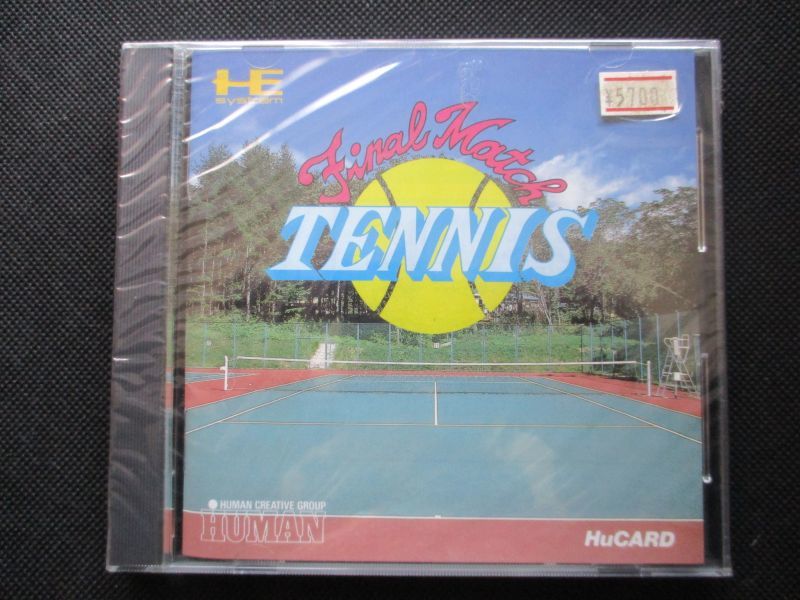 HE
system
¥5700
Final Match
TENNIS
HUMAN CREATIVE GROUP
HUMAN
HuCARD